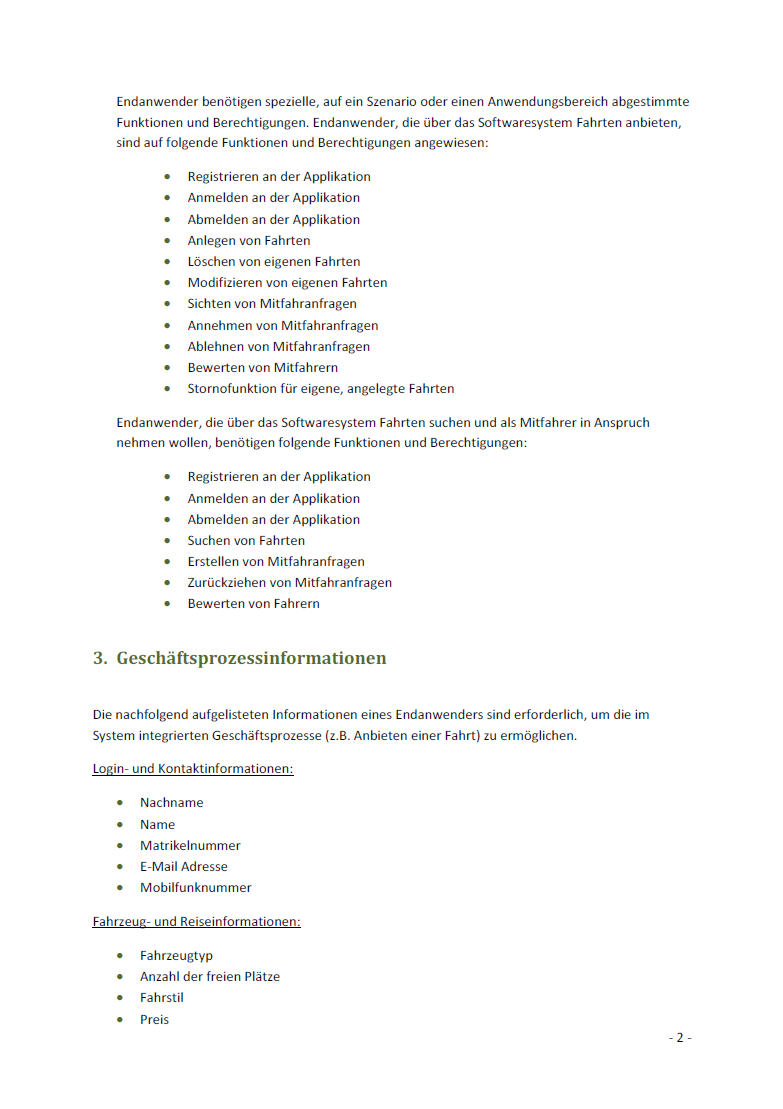 Endanwender benötigen spezielle, auf ein Szenario oder einen Anwendungsbereich abgestimmte
Funktionen und Berechtigungen. Endanwender, die über das Softwaresystem Fahrten anbieten,
sind auf folgende Funktionen und Berechtigungen angewiesen:
• Registrieren an der Applikation
• Anmelden an der Applikation
• Abmelden an der Applikation
• Anlegen von Fahrten
• Löschen von eigenen Fahrten
• Modifizieren von eigenen Fahrten
• Sichten von Mitfahranfragen
• Annehmen von Mitfahranfragen
• Ablehnen von Mitfahranfragen
• Bewerten von Mitfahrern
• Stornofunktion für eigene, angelegte Fahrten
Endanwender, die über das Softwaresystem Fahrten suchen und als Mitfahrer in Anspruch
nehmen wollen, benötigen folgende Funktionen und Berechtigungen:
• Registrieren an der Applikation
• Anmelden an der Applikation
• Abmelden an der Applikation
• Suchen von Fahrten
• Erstellen von Mitfahranfragen
• Zurückziehen von Mitfahranfragen
• Bewerten von Fahrern
3. Geschäftsprozessinformationen
Die nachfolgend aufgelisteten Informationen eines Endanwenders sind erforderlich, um die im
System integrierten Geschäftsprozesse (z.B. Anbieten einer Fahrt) zu ermöglichen.
Login- und Kontaktinformationen:
• Nachname
• Name
• Matrikelnummer
• E-Mail Adresse
• Mobilfunknummer
Fahrzeug- und Reiseinformationen:
• Fahrzeugtyp
• Anzahl der freien Plätze
• Fahrstil
• Preis
- 2 -